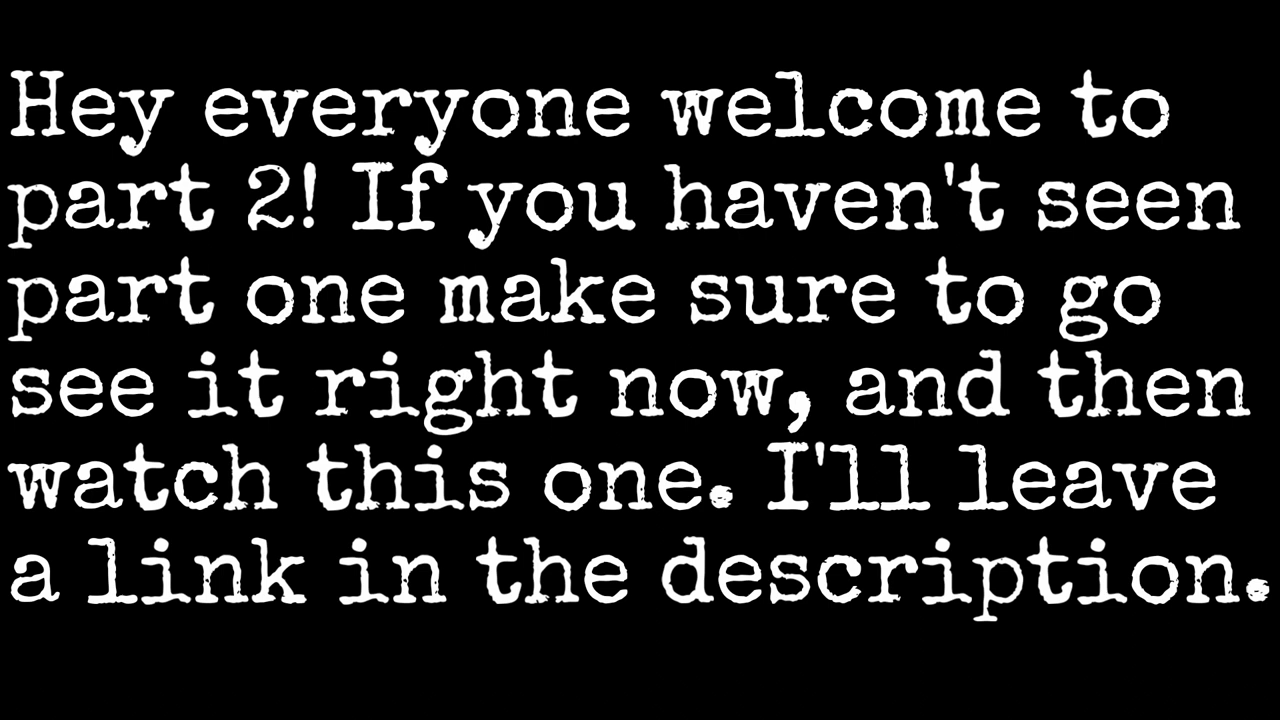 Hey everyone welcome to
part 2! If you haven't seen
part one make sure to go
see it right now, and then
watch this one. I'll leave
a link in the description.